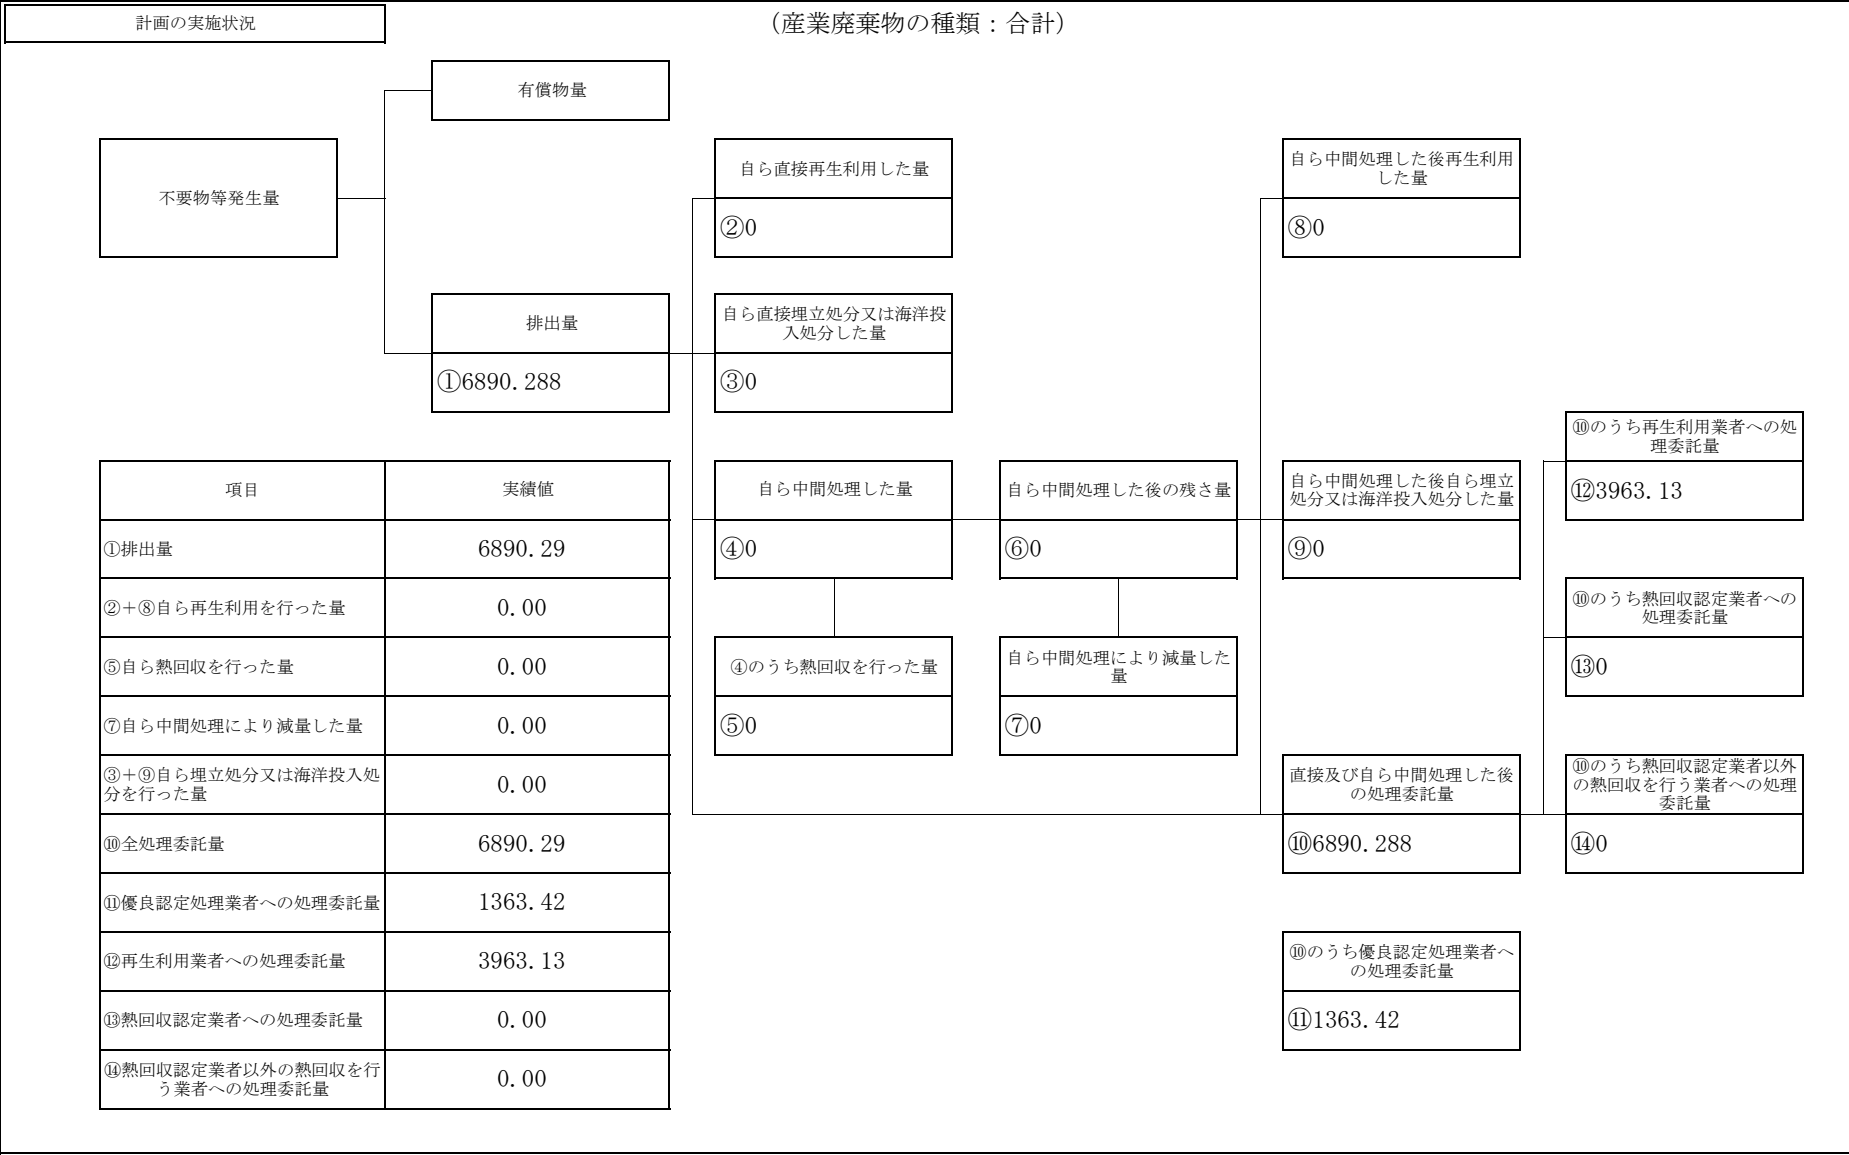 計画の実施状況
（産業廃棄物の種類：合計）
有償物量
不要物等発生量
自ら直接再生利用した量
②0
自ら中間処理した後再生利用
した量
⑧0
排出量
①6890.288
自ら直接埋立処分又は海洋投
入処分した量
③0
⑩のうち再生利用業者への処
理委託量
⑫3963.13
自ら中間処理した量
④0
自ら中間処理した後の残さ量
⑥0
自ら中間処理した後自ら埋立
処分又は海洋投入処分した量
⑨0
⑩のうち熱回収認定業者への
処理委託量
⑬0
④のうち熱回収を行った量
⑤0
自ら中間処理により減量した
量
⑦0
直接及び自ら中間処理した後
の処理委託量
⑩6890.288
⑩のうち熱回収認定業者以外
の熱回収を行う業者への処理
委託量
⑭0
⑩のうち優良認定処理業者へ
の処理委託量
⑪1363.42
項目 実績値
①排出量 6890.29
②＋⑧自ら再生利用を行った量 0.00
⑤自ら熱回収を行った量 0.00
⑦自ら中間処理により減量した量 0.00
③＋⑨自ら埋立処分又は海洋投入処
分を行った量 0.00
⑩全処理委託量 6890.29
⑪優良認定処理業者への処理委託量 1363.42
⑫再生利用業者への処理委託量 3963.13
⑬熱回収認定業者への処理委託量 0.00
⑭熱回収認定業者以外の熱回収を行
う業者への処理委託量 0.00